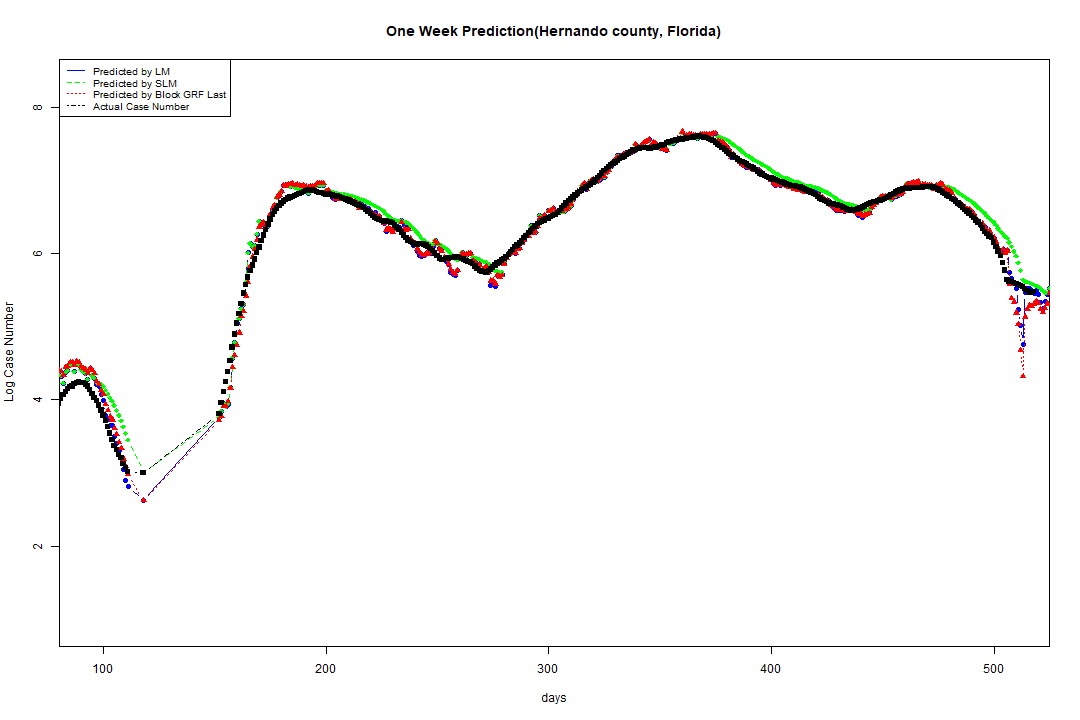 One Week Prediction(Hernando county, Florida)
Predicted by LM
Predicted by SLM
Predicted by Block GRF Last
Actual Case Number
8
6
4
2
Log Case Number
100 200 300 400 500
days